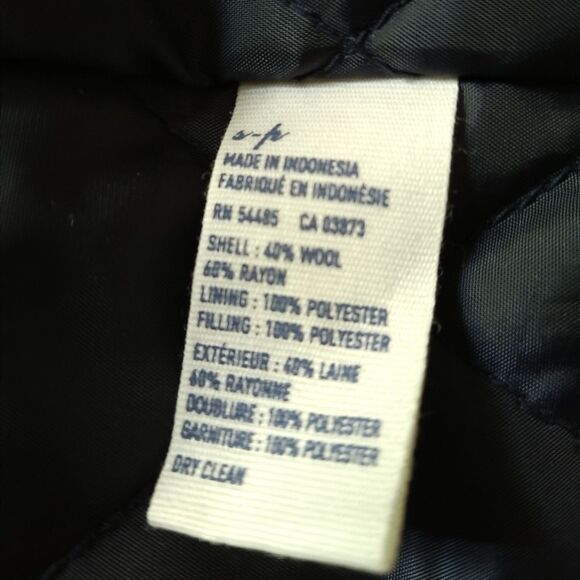 a-p
MADE IN INDONESIA
FABRIQUÉ EN INDONÉSIE
RN 54485 CA 03873
SHELL : 40% WOOL
60% RAYON
LINING : 100% POLYESTER
FILLING : 100% POLYESTER
EXTÉRIEUR : 40% LAINE
60% RAYONNE
DOUBLURE : 100% POLYESTER
GARNITURE : 100% POLYESTER
DRY CLEAN